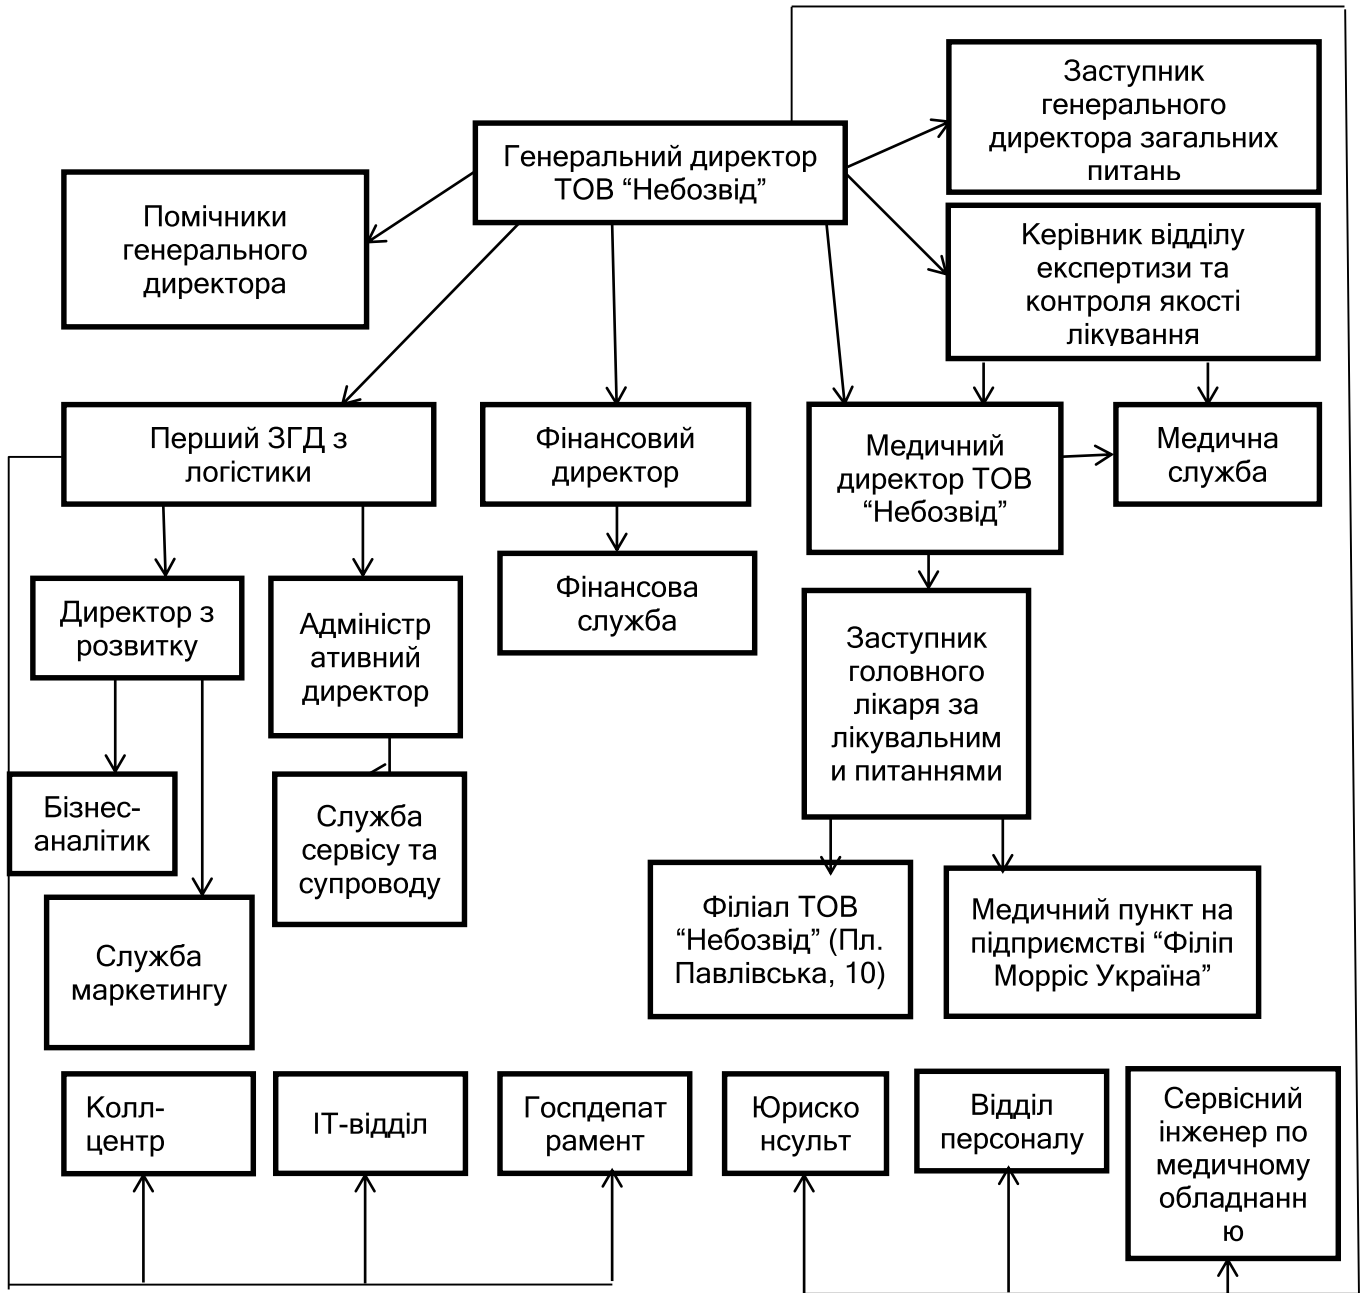 Заступник
генерального
директора загальних
питань
Генеральний директор
ТОВ “Небозвід”
Помічники
генерального
директора
Керівник відділу
експертизи та
контроля якості
лікування
Перший ЗГД з
логістики
Фінансовий
директор
Медичний
директор ТОВ
“Небозвід”
Медична
служба
Директор з
розвитку
Адміністр
ативний
директор
Фінансова
служба
Заступник
головного
лікаря за
лікувальним
и питаннями
Бізнес-
аналітик
Служба
сервісу та
супроводу
Служба
маркетингу
Філіал ТОВ
“Небозвід” (Пл.
Павлівська, 10)
Медичний пункт на
підприємстві “Філіп
Морріс Україна”
Колл-
центр
ІТ-відділ
Госпдепат
рамент
Юриско
нсульт
Відділ
персоналу
Сервісний
інженер по
медичному
обладнанн
ю